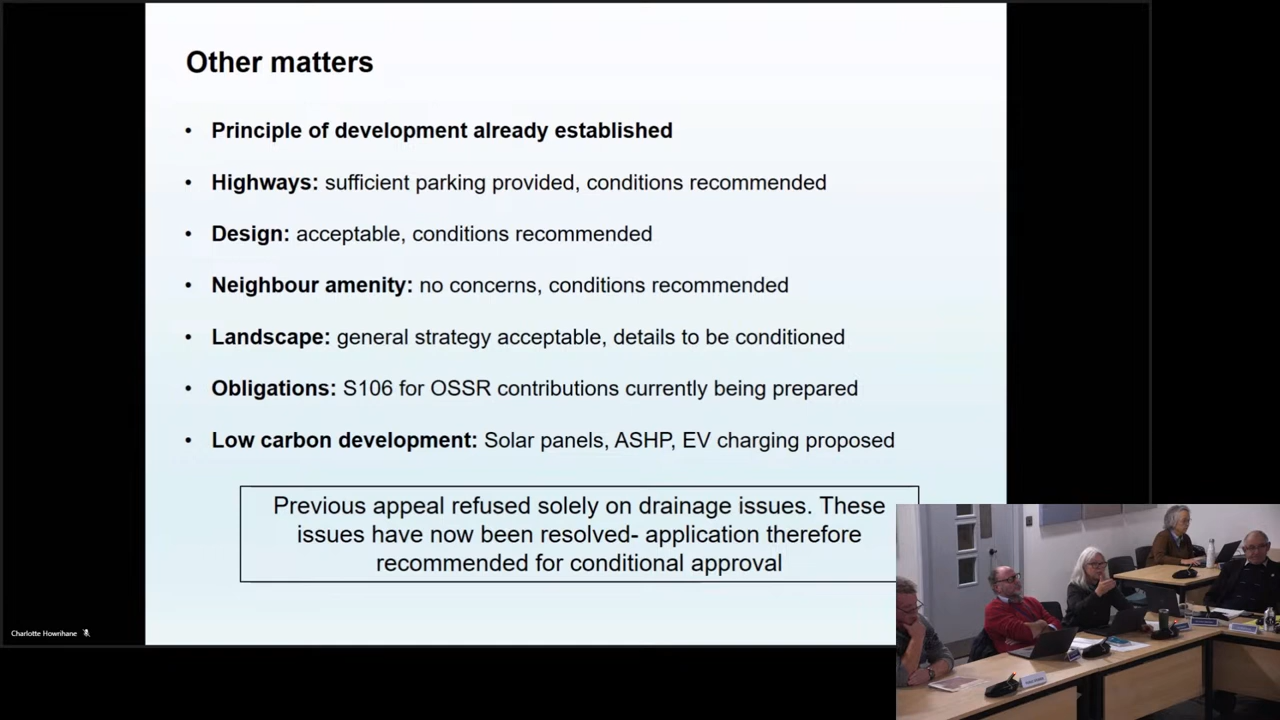 Other matters
• Principle of development already established
• Highways: sufficient parking provided, conditions recommended
• Design: acceptable, conditions recommended
• Neighbour amenity: no concerns, conditions recommended
• Landscape: general strategy acceptable, details to be conditioned
• Obligations: S106 for OSSR contributions currently being prepared
• Low carbon development: Solar panels, ASHP, EV charging proposed
Previous appeal refused solely on drainage issues. These
issues have now been resolved- application therefore
recommended for conditional approval
Charlotte Howrihane